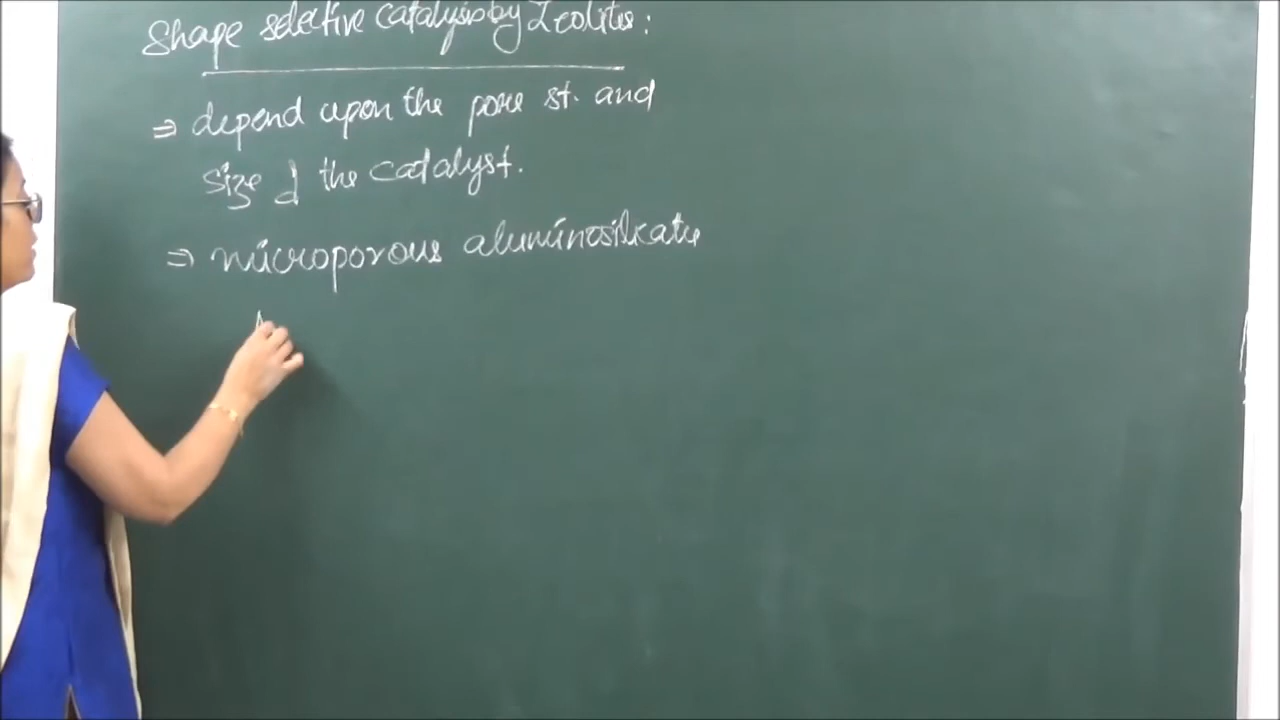 Shape selective catalysis by Zeolites:
⇒ depend upon the pore st. and
size of the catalyst.
⇒ microporous aluminosilicate